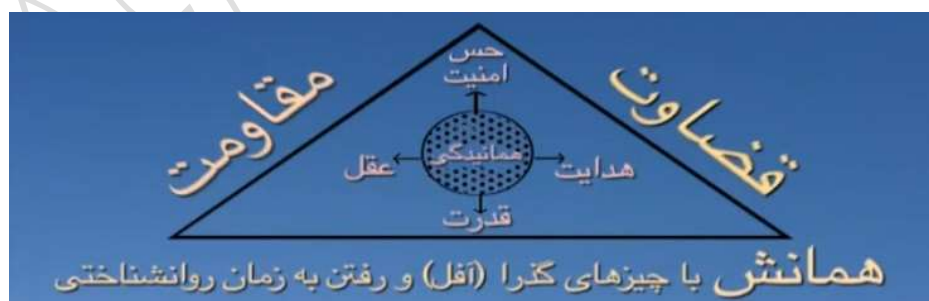 حس
امنیت
قضاوت
مقاومت
هدایت
همانیدگی
عقل
قدرت
همانش با چیزهای گذرا (آفل) و رفتن به زمان روانشناختی